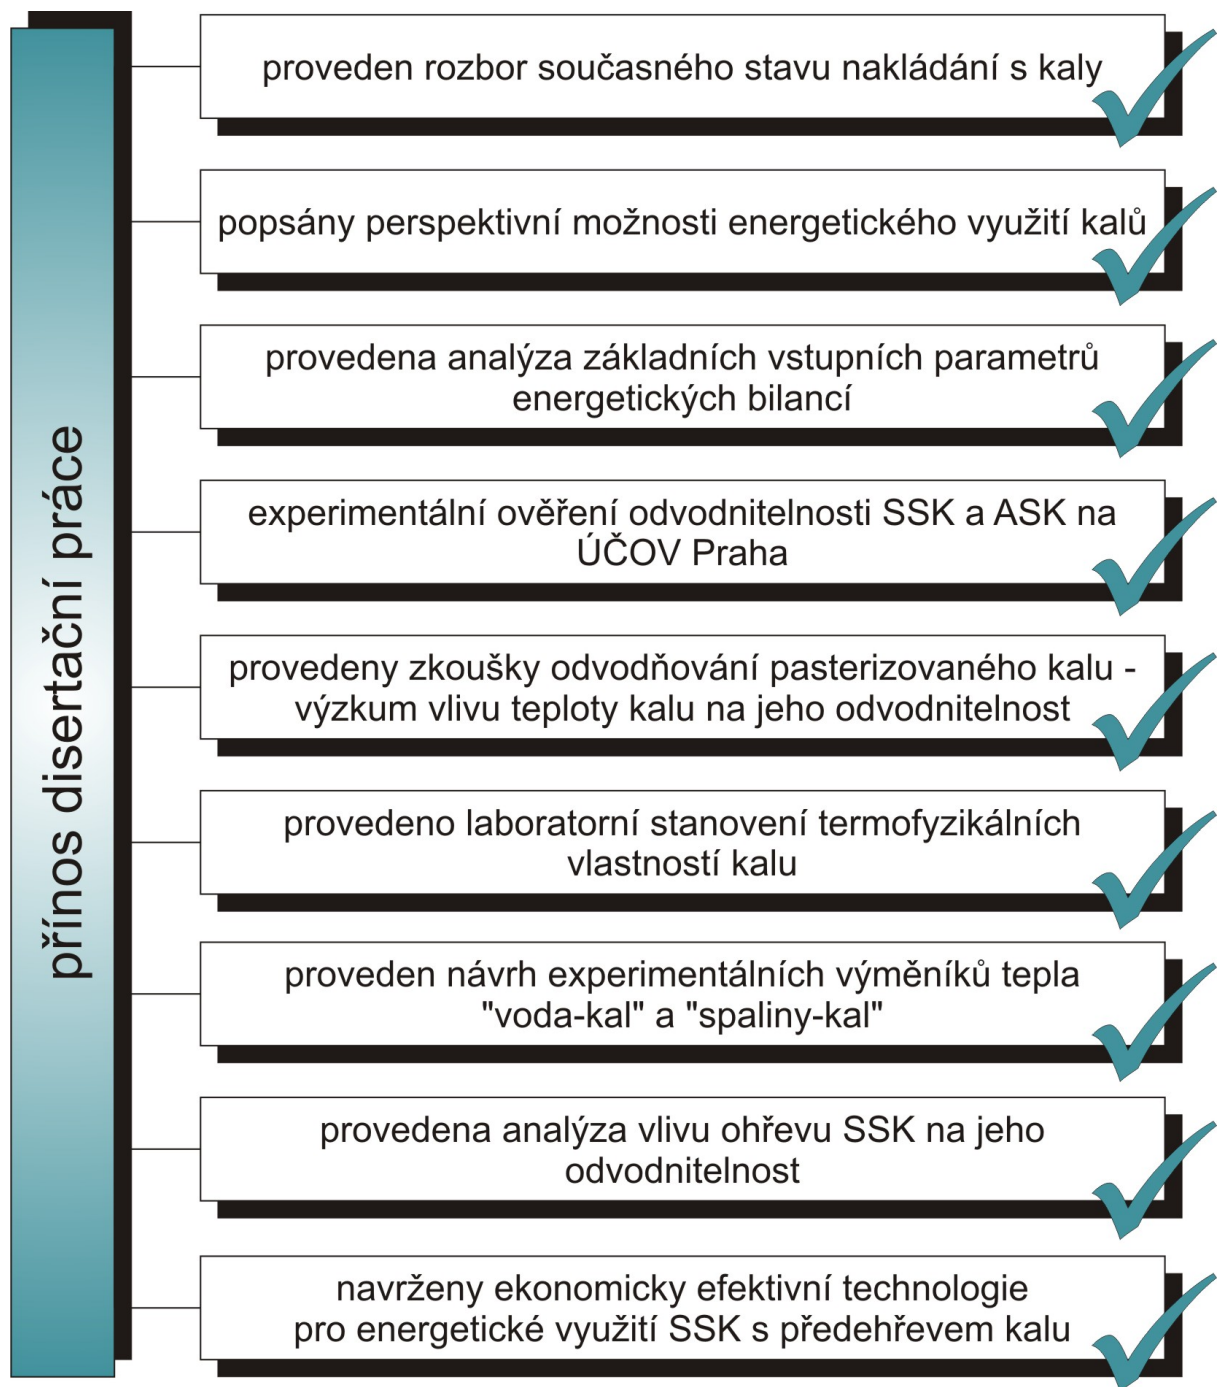 přínos disertační práce
proveden rozbor současného stavu nakládání s kaly
popsány perspektivní možnosti energetického využití kalů
provedena analýza základních vstupních parametrů
energetických bilancí
experimentální ověření odvodnitelnosti SSK a ASK na
ÚČOV Praha
provedeny zkoušky odvodňování pasterizovaného kalu -
výzkum vlivu teploty kalu na jeho odvodnitelnost
provedeno laboratorní stanovení termofyzikálních
vlastností kalu
proveden návrh experimentálních výměníků tepla
"voda-kal" a "spaliny-kal"
provedena analýza vlivu ohřevu SSK na jeho
odvodnitelnost
navrženy ekonomicky efektivní technologie
pro energetické využití SSK s předehřevem kalu